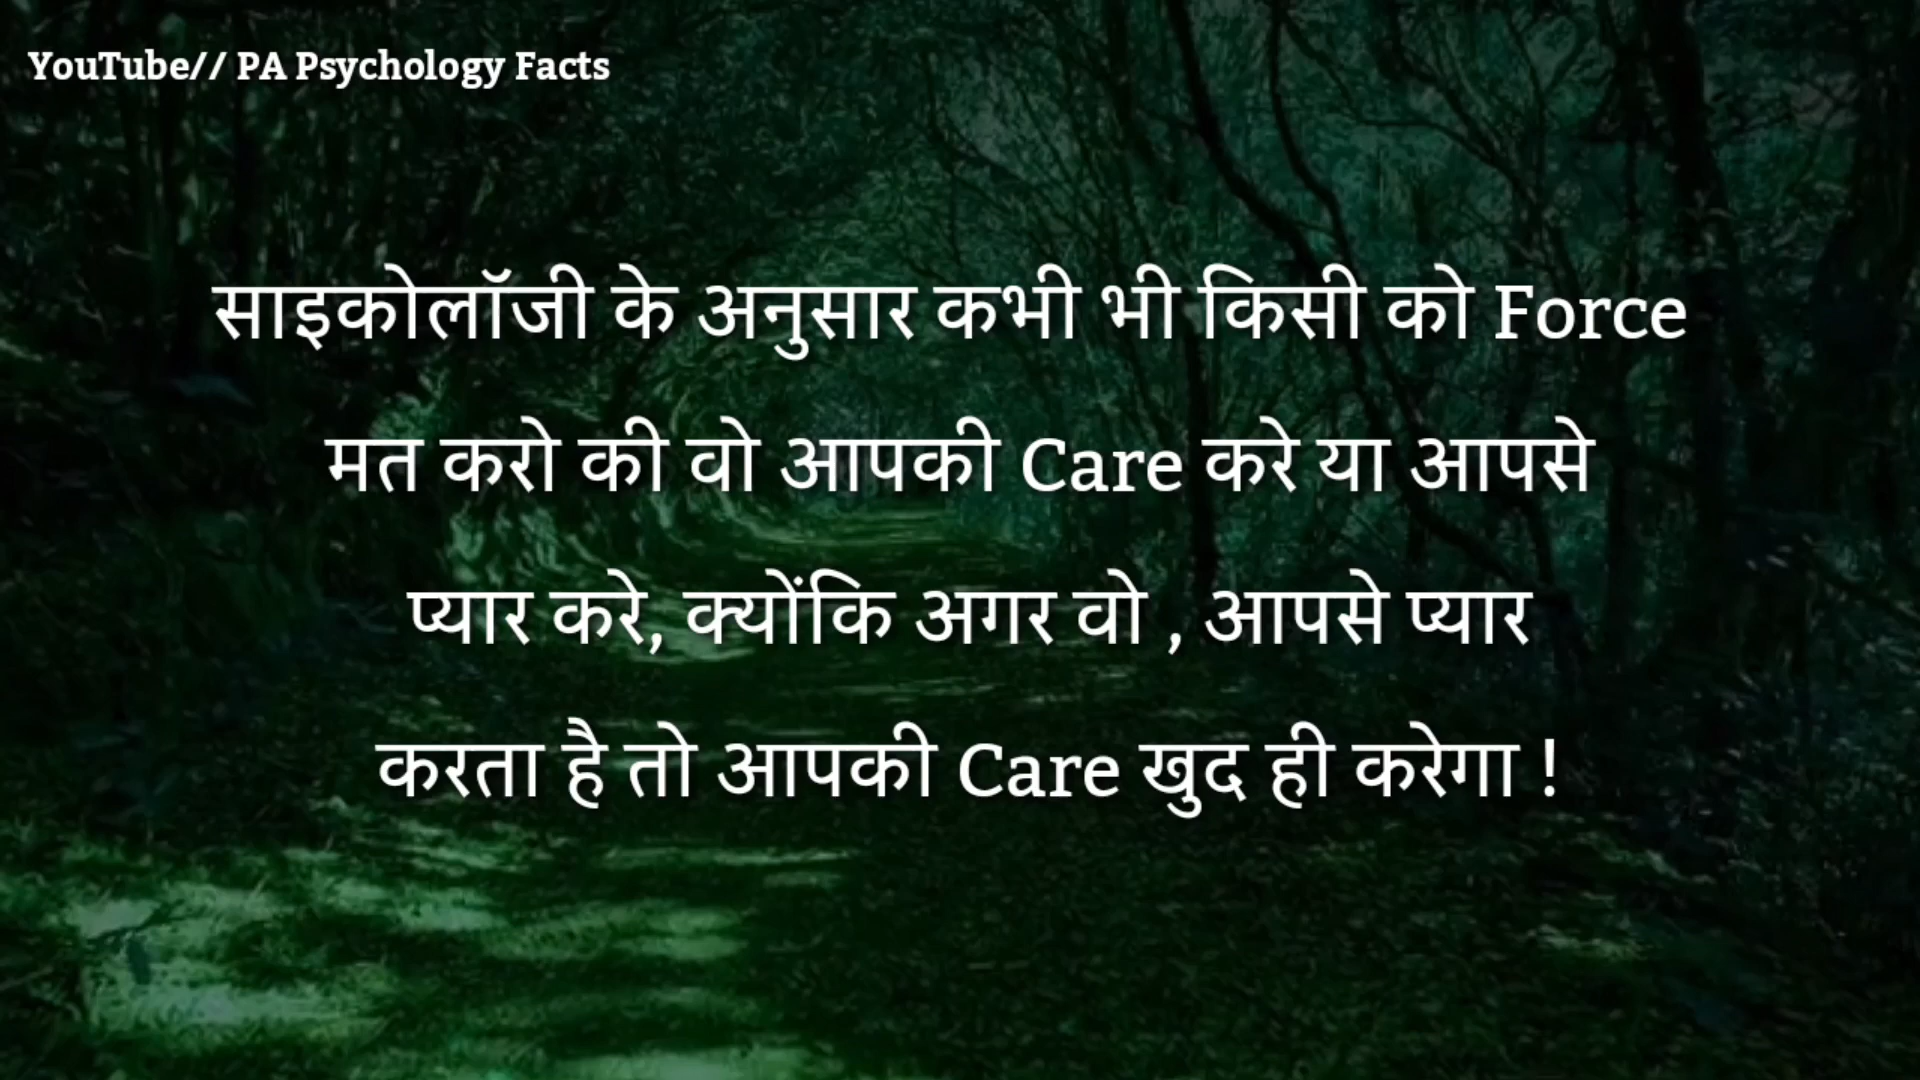 YouTube// PA Psychology Facts
साइकोलॉजी के अनुसार कभी भी किसी को Force
मत करो की वो आपकी Care करे या आपसे
प्यार करे, क्योंकि अगर वो , आपसे प्यार
करता है तो आपकी Care खुद ही करेगा !